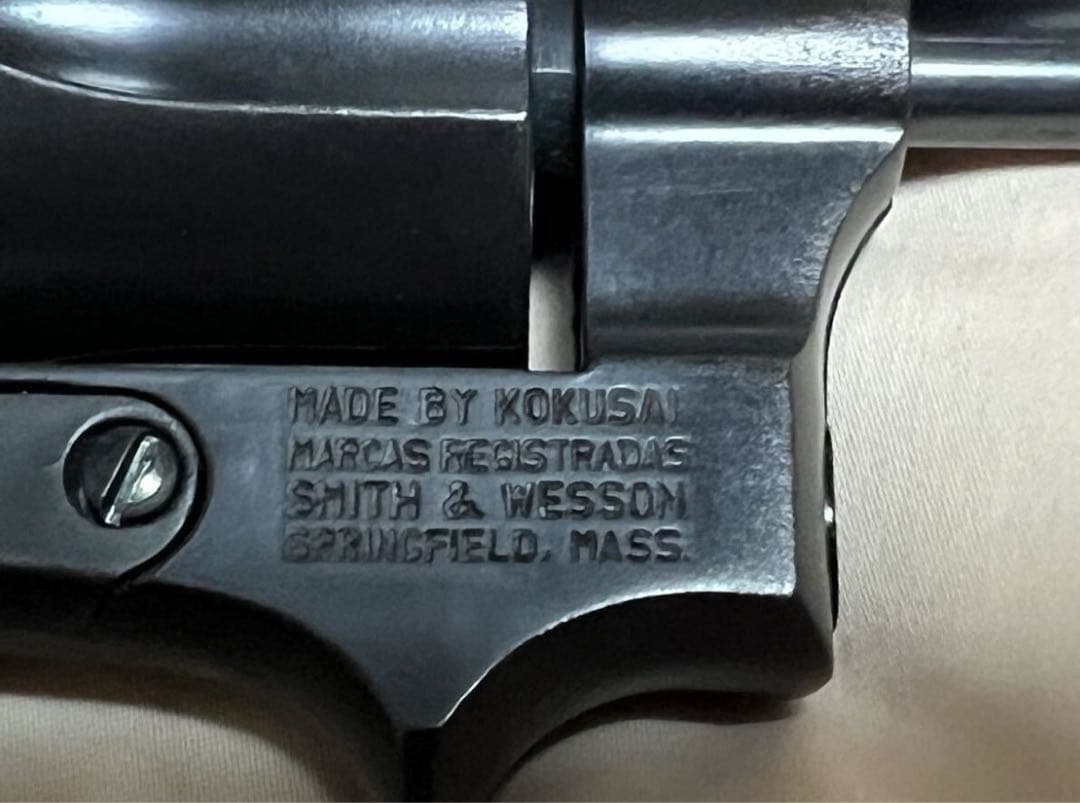 MADE BY KOKUSAI
MARCAS REGISTRADAS
SMITH & WESSON
SPRINGFIELD. MASS.